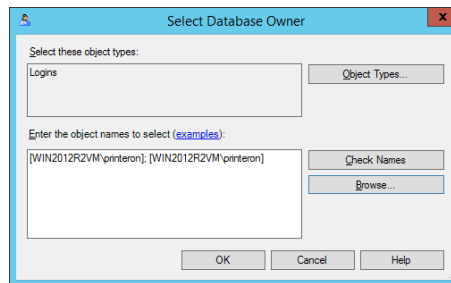 Select Database Owner
x
Select these object types:
Logins
Object Types...
Enter the object names to select (examples):
[WIN2012R2VM\printeron]; [WIN2012R2VM\printeron]
Check Names
Browse...
OK
Cancel
Help